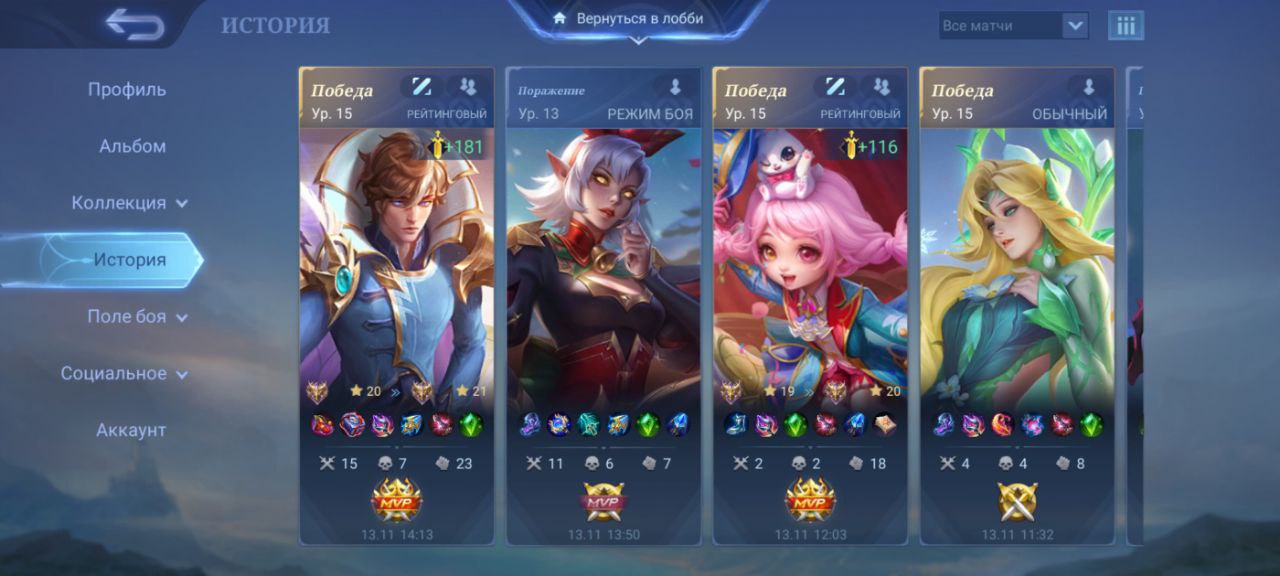 ИСТОРИЯ
Вернуться в лобби
Все матчи
Профиль
Альбом
Коллекция
История
Поле боя
Социальное
Аккаунт
Победа
Ур. 15
РЕЙТИНГОВЫЙ
+181
20 » 21
15 7 23
MVP
13.11 14:13
Поражение
Ур. 13
РЕЖИМ БОЯ
11 6 7
MVP
13.11 13:50
Победа
Ур. 15
РЕЙТИНГОВЫЙ
+116
19 » 20
2 2 18
MVP
13.11 12:03
Победа
Ур. 15
ОБЫЧНЫЙ
4 4 8
13.11 11:32